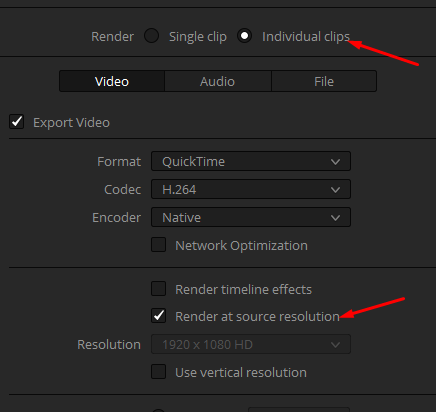 Render Single clip Individual clips
Video Audio File
Export Video
Format QuickTime
Codec H.264
Encoder Native
Network Optimization
Render timeline effects
Render at source resolution
Resolution 1920 x 1080 HD
Use vertical resolution